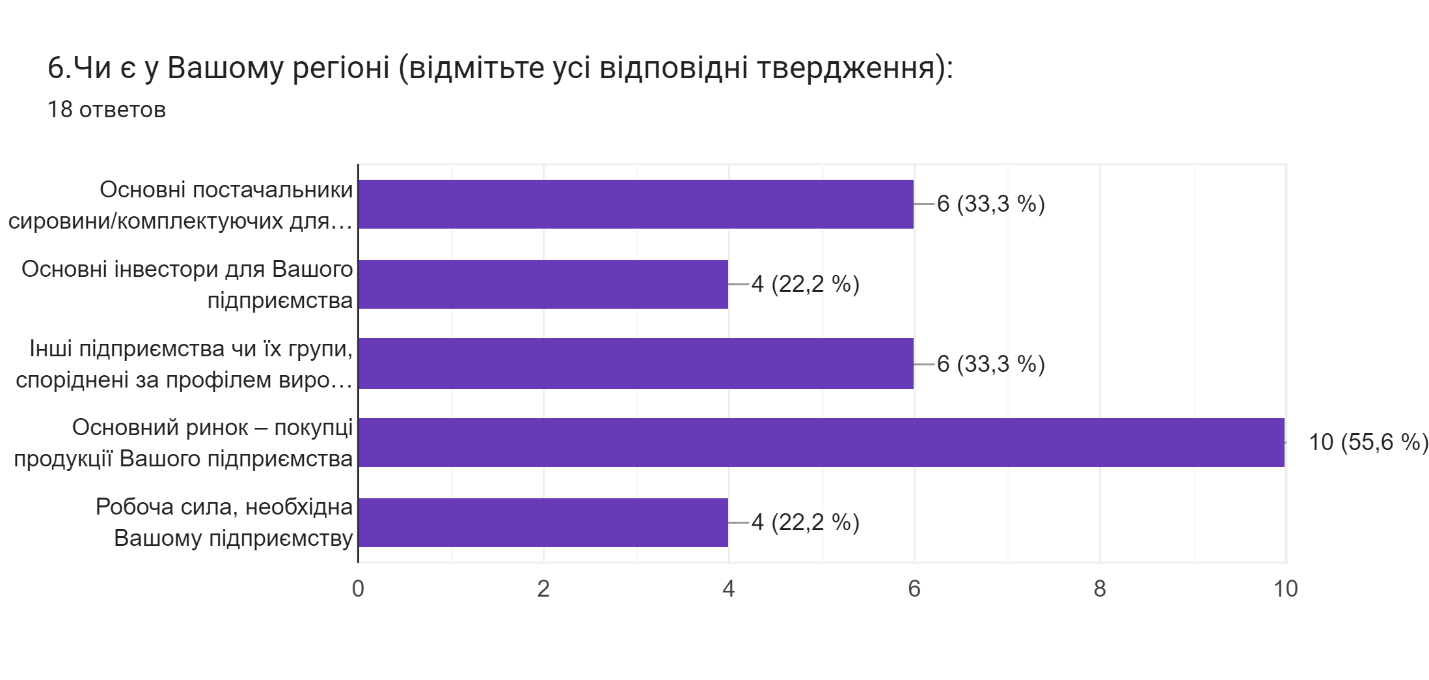 6.Чи є у Вашому регіоні (відмітьте усі відповідні твердження):
18 ответов
Основні постачальники
сировини/комплектуючих для…
6 (33,3 %)
Основні інвестори для Вашого
підприємства
4 (22,2 %)
Інші підприємства чи їх групи,
споріднені за профілем виро…
6 (33,3 %)
Основний ринок – покупці
продукції Вашого підприємства
10 (55,6 %)
Робоча сила, необхідна
Вашому підприємству
4 (22,2 %)
0 2 4 6 8 10